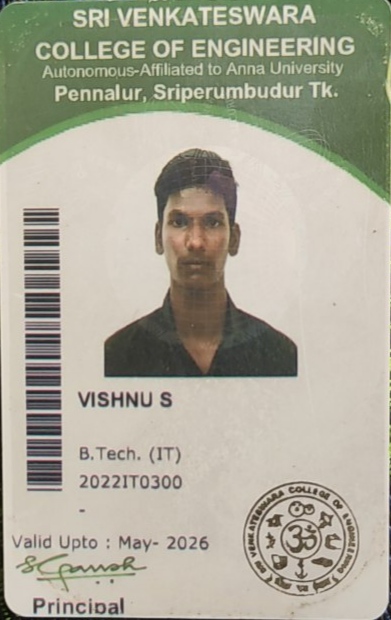 SRI VENKATESWARA
COLLEGE OF ENGINEERING
Autonomous-Affiliated to Anna University
Pennalur, Sriperumbudur Tk.
VISHNU S
B.Tech. (IT)
2022IT0300
-
SRI VENKATESWARA COLLEGE OF ENGINEERING
ॐ
Valid Upto : May- 2026
Principal